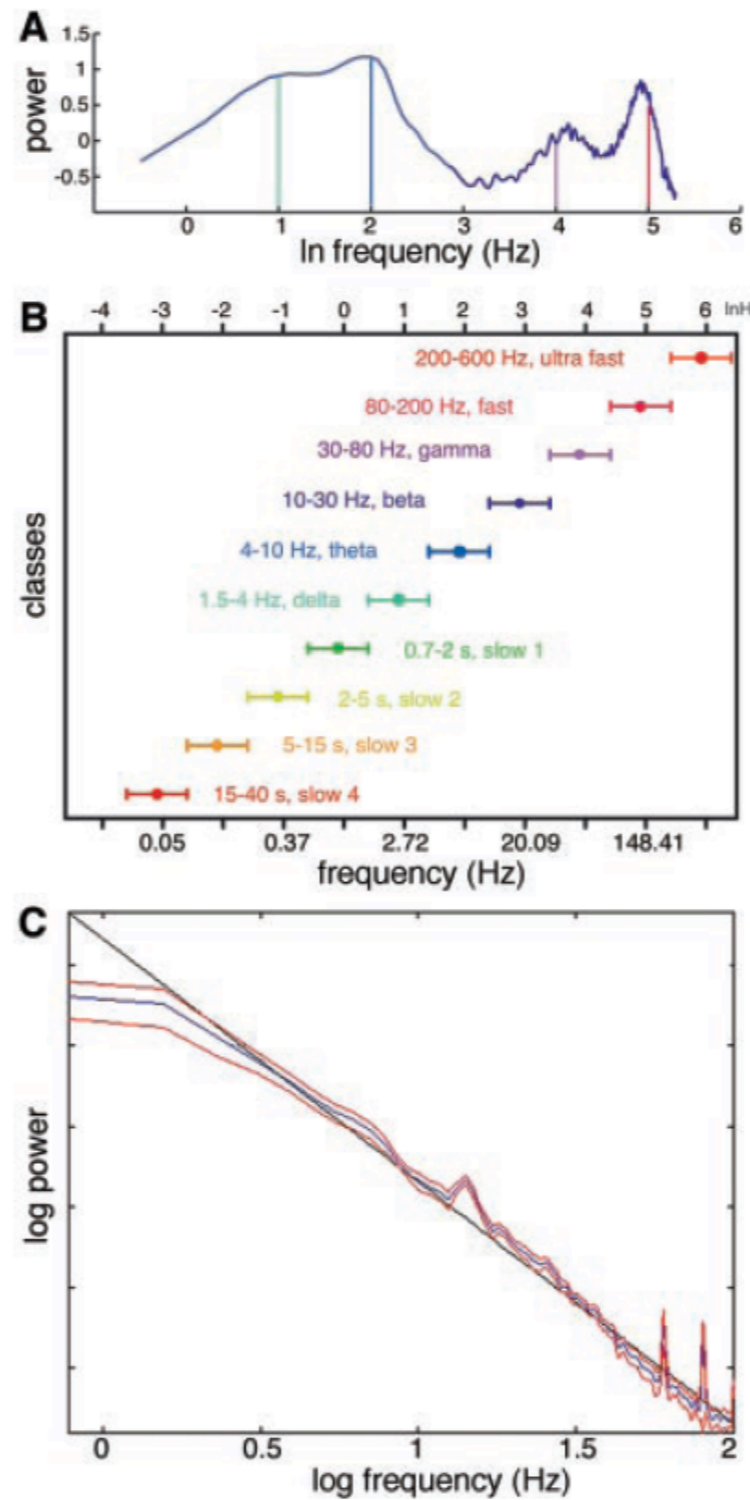 A
1.5
1
0.5
0
-0.5
power
0 1 2 3 4 5 6
ln frequency (Hz)
B
-4 -3 -2 -1 0 1 2 3 4 5 6 lnH
200-600 Hz, ultra fast
80-200 Hz, fast
30-80 Hz, gamma
10-30 Hz, beta
4-10 Hz, theta
1.5-4 Hz, delta
0.7-2 s, slow 1
2-5 s, slow 2
5-15 s, slow 3
15-40 s, slow 4
classes
0.05 0.37 2.72 20.09 148.41
frequency (Hz)
C
log power
0 0.5 1 1.5 2
log frequency (Hz)